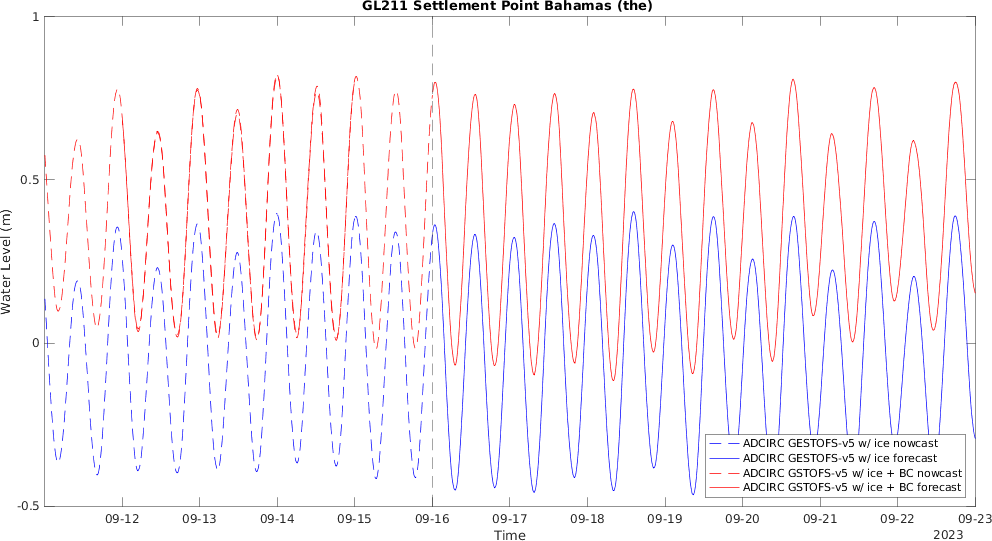 GL211 Settlement Point Bahamas (the)
1
0.5
0
-0.5
Water Level (m)
ADCIRC GESTOFS-v5 w/ ice nowcast
ADCIRC GESTOFS-v5 w/ ice forecast
ADCIRC GSTOFS-v5 w/ ice + BC nowcast
ADCIRC GSTOFS-v5 w/ ice + BC forecast
09-12 09-13 09-14 09-15 09-16 09-17 09-18 09-19 09-20 09-21 09-22 09-23
Time
2023